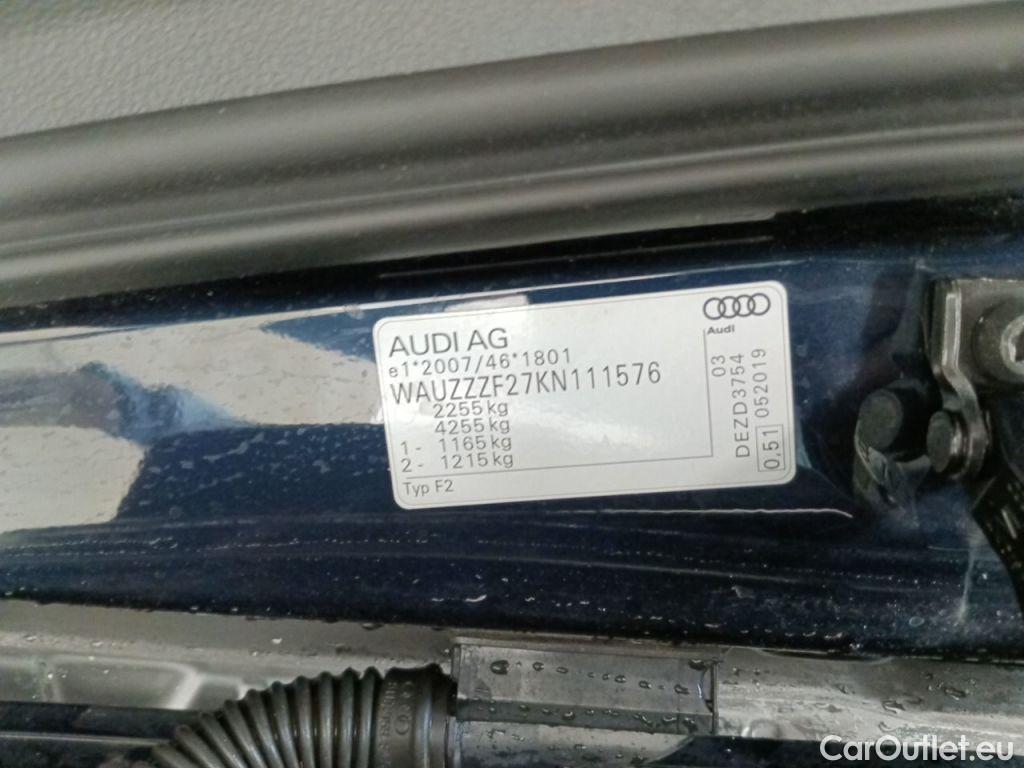 AUDI AG
e1*2007/46*1801
WAUZZZF27KN111576
2255 kg
4255 kg
1 - 1165 kg
2 - 1215 kg
Typ F2
Audi
03
DEZD3754
0,51 052019
CarOutlet.eu